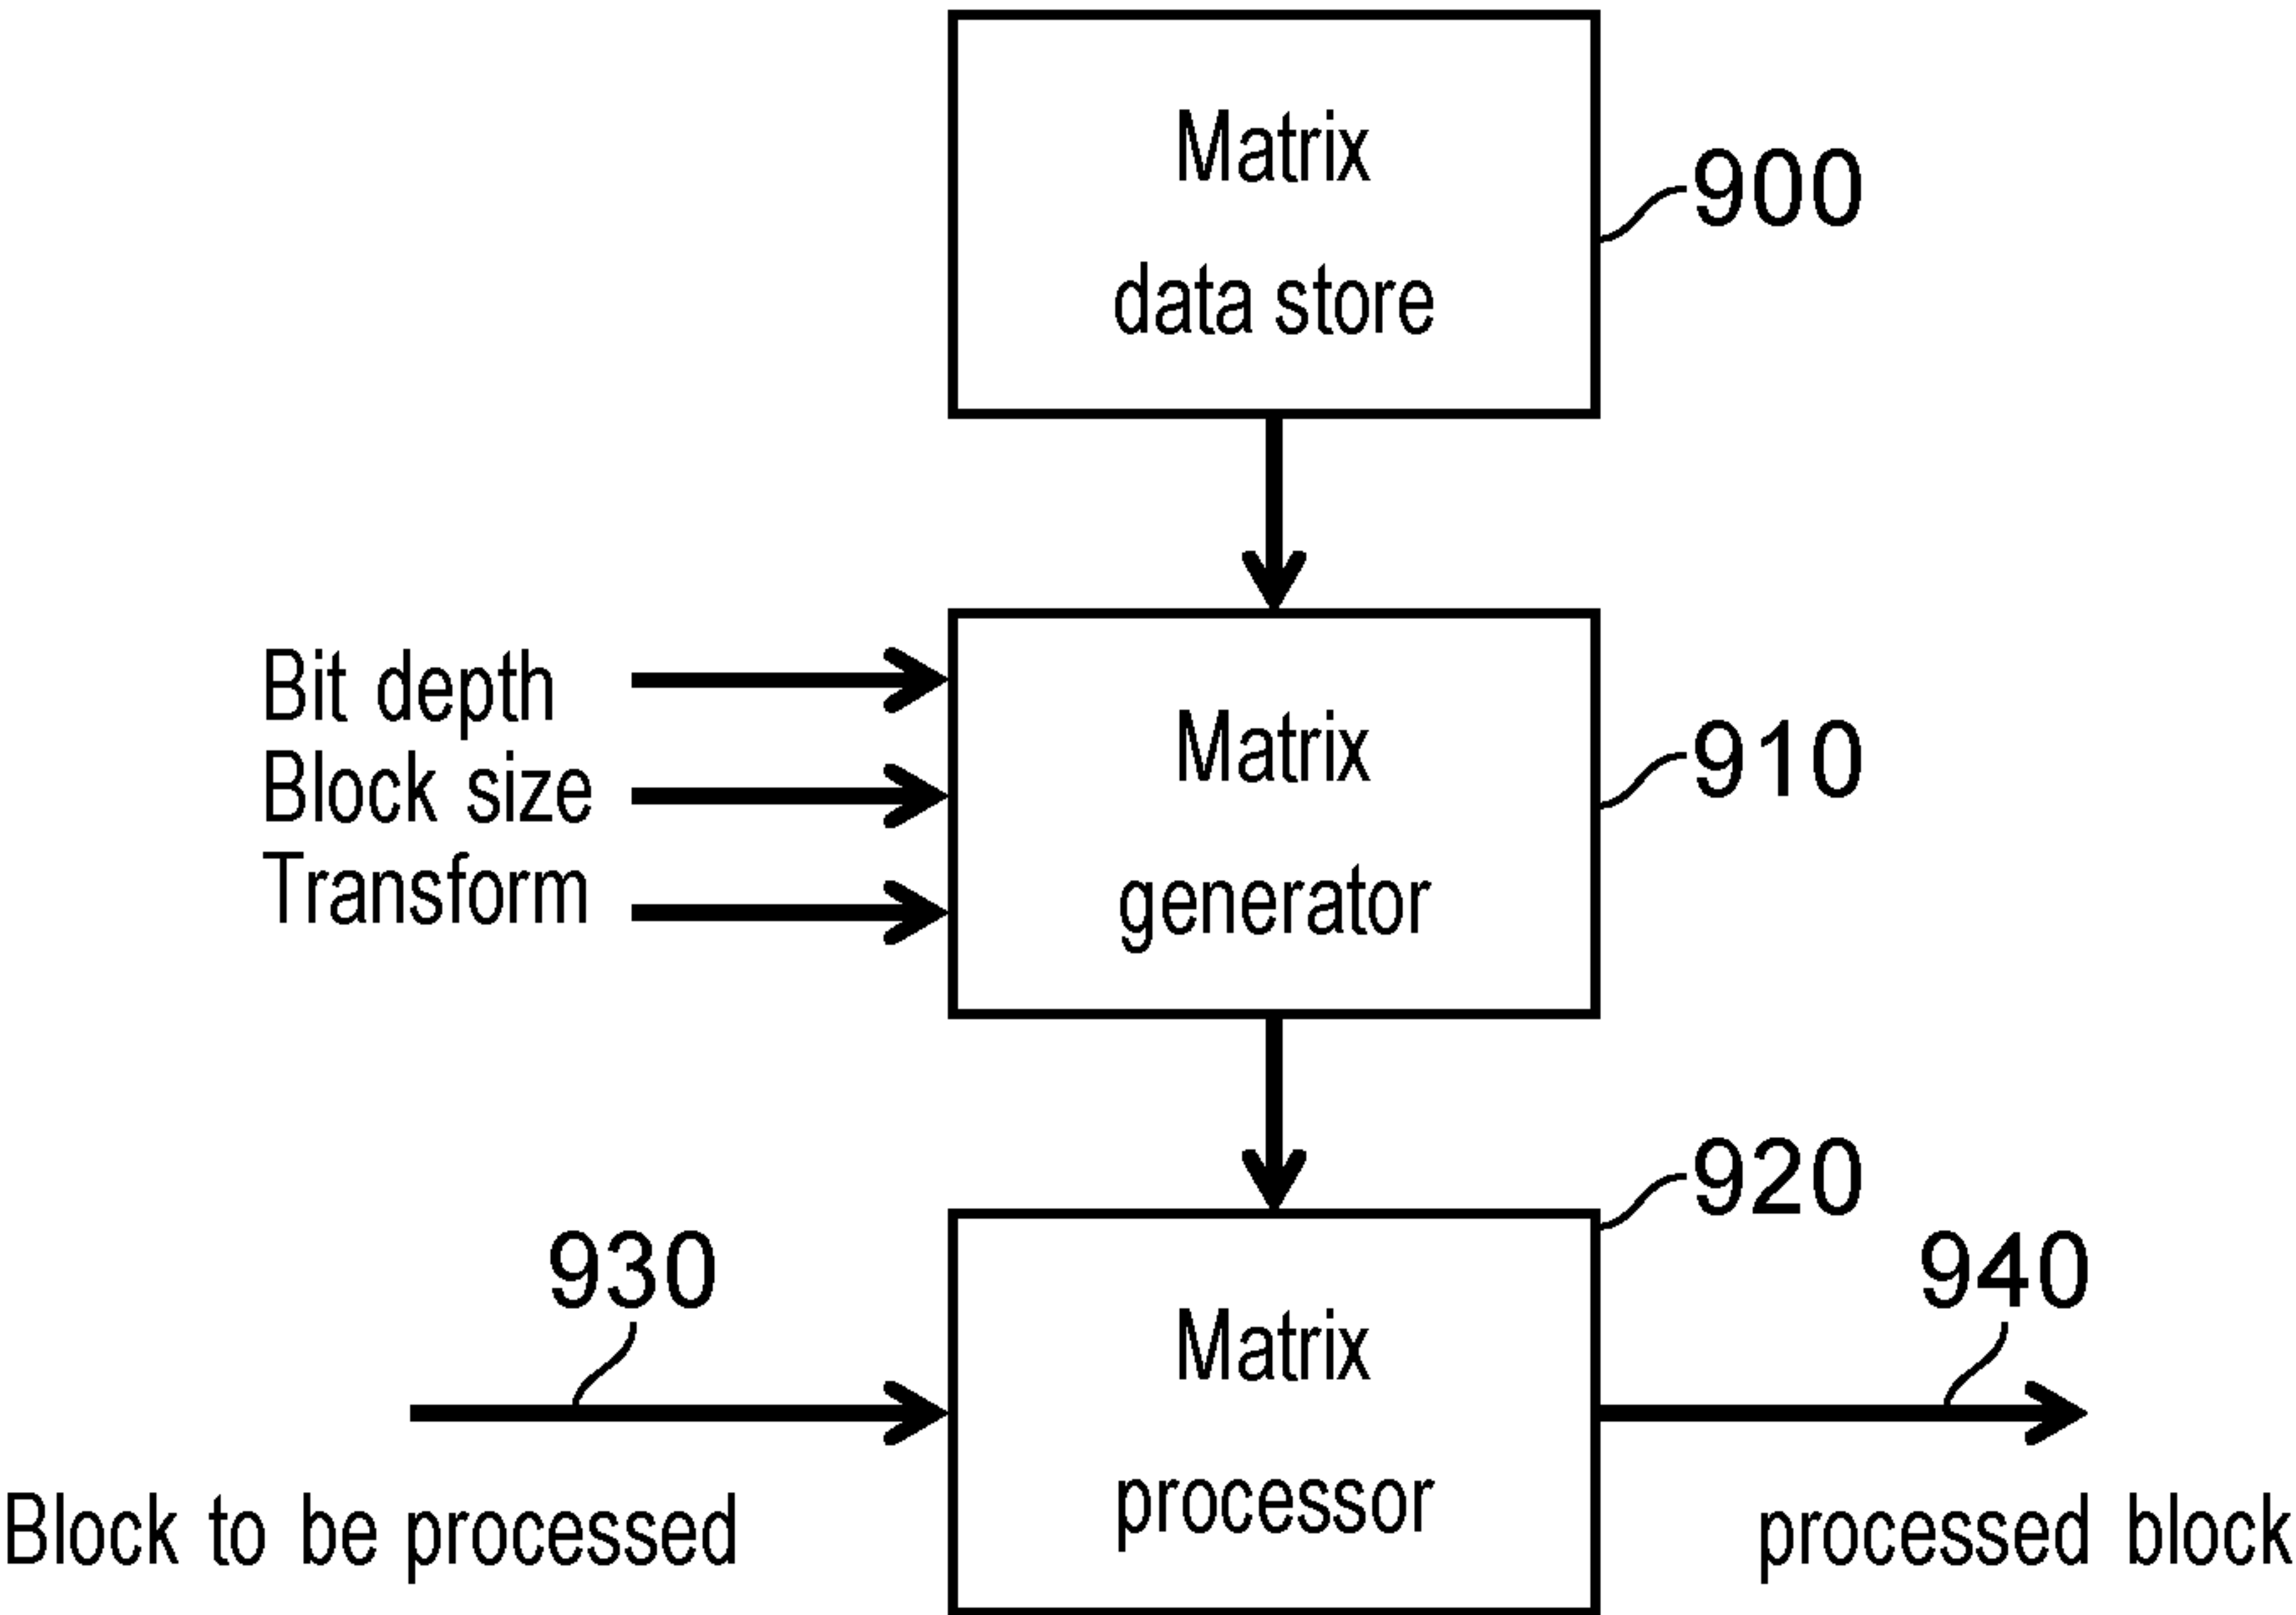 Matrix
data store
900
Bit depth
Block size
Transform
Matrix
generator
910
920
930
940
Matrix
processor
Block to be processed
processed block